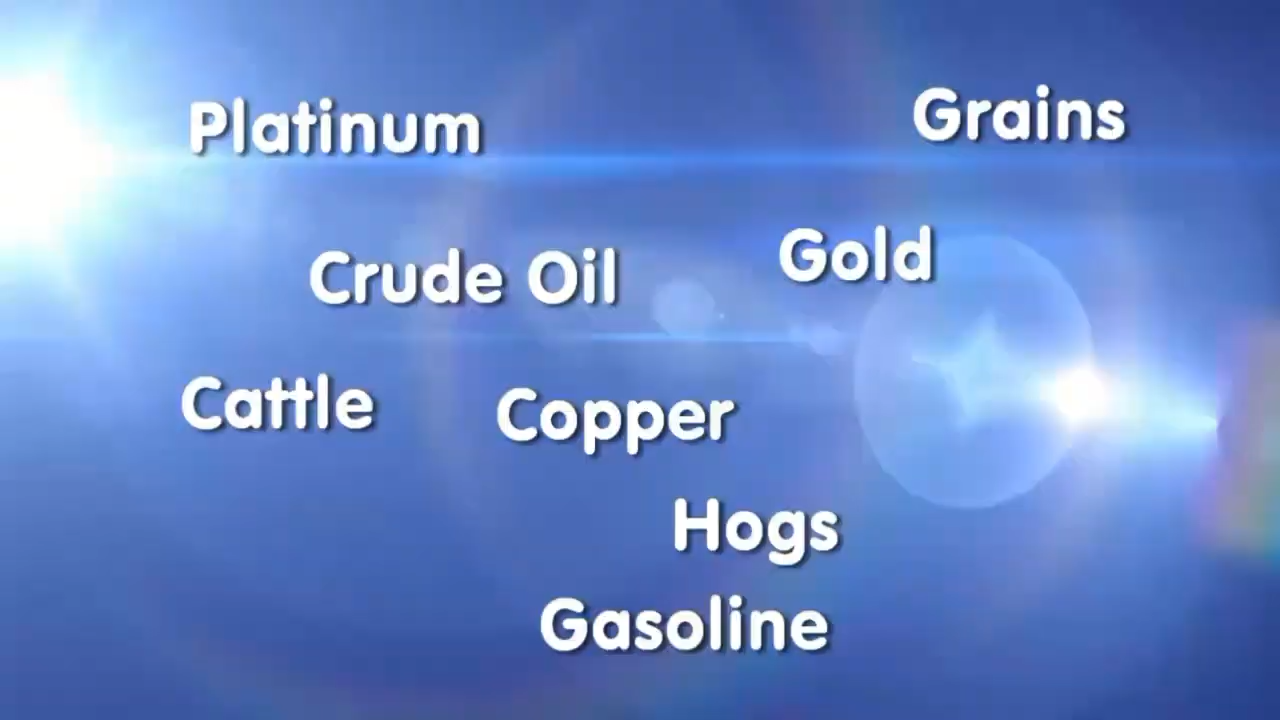 Platinum
Grains
Crude Oil
Gold
Cattle
Copper
Hogs
Gasoline